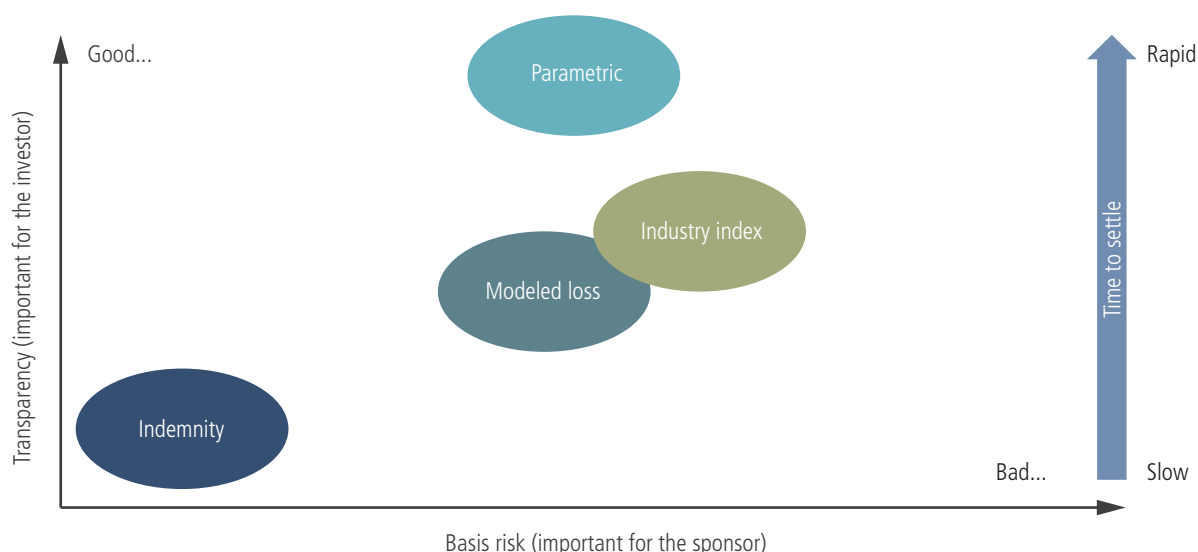 Good...
Rapid
Parametric
Transparency (important for the investor)
Industry index
Time to settle
Modeled loss
Indemnity
Bad...
Slow
Basis risk (important for the sponsor)